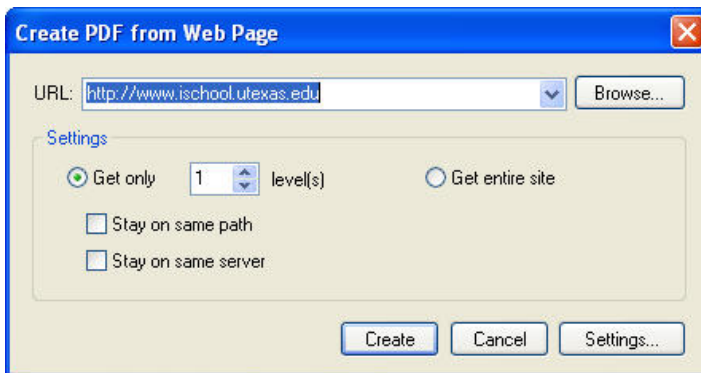 Create PDF from Web Page
URL: http://www.ischool.utexas.edu Browse...
Settings
Get only 1 level(s) Get entire site
Stay on same path
Stay on same server
Create Cancel Settings...